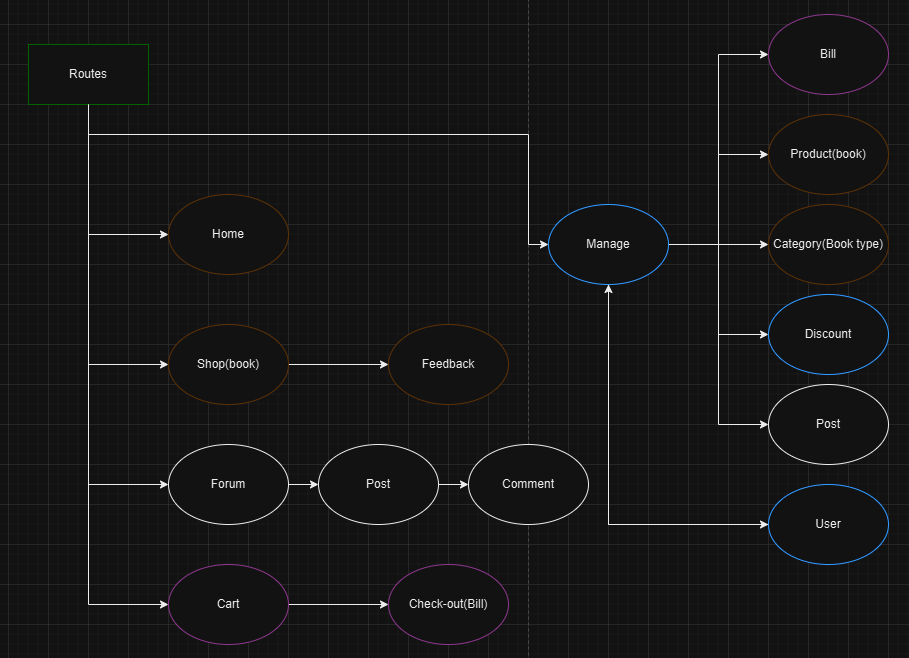 Routes
Home
Shop(book)
Feedback
Forum
Post
Comment
Cart
Check-out(Bill)
Manage
Bill
Product(book)
Category(Book type)
Discount
Post
User